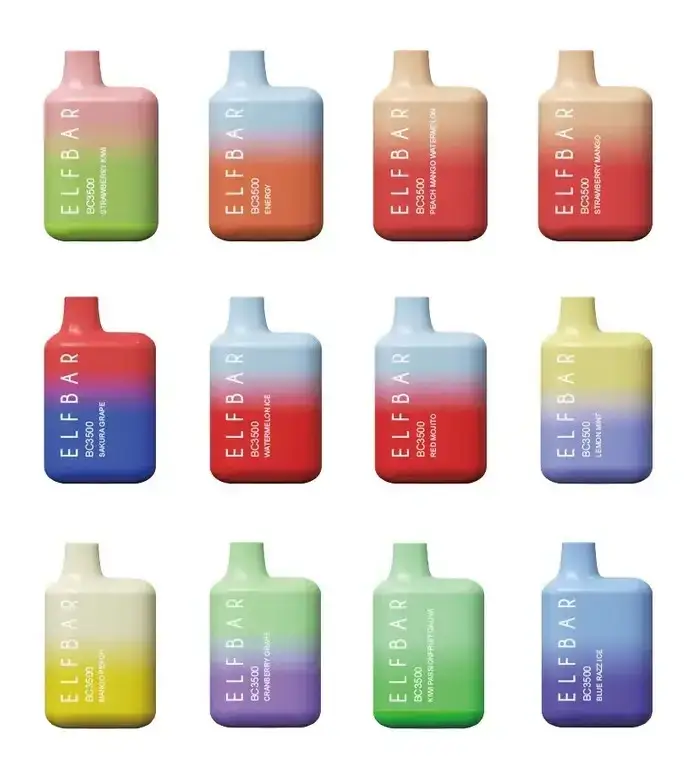 ELFBAR
BC3500
STRAWBERRY KIWI
ELFBAR
BC3500
ENERGY
ELFBAR
BC3500
PEACH MANGO WATERMELON
ELFBAR
BC3500
STRAWBERRY MANGO
ELFBAR
BC3500
SAKURA GRAPE
ELFBAR
BC3500
WATERMELON ICE
ELFBAR
BC3500
RED MOJITO
ELFBAR
BC3500
LEMON MINT
ELFBAR
BC3500
MANGO PEACH
ELFBAR
BC3500
CRANBERRY GRAPE
ELFBAR
BC3500
KIWI PASSIONFRUIT GUAVA
ELFBAR
BC3500
BLUE RAZZ ICE